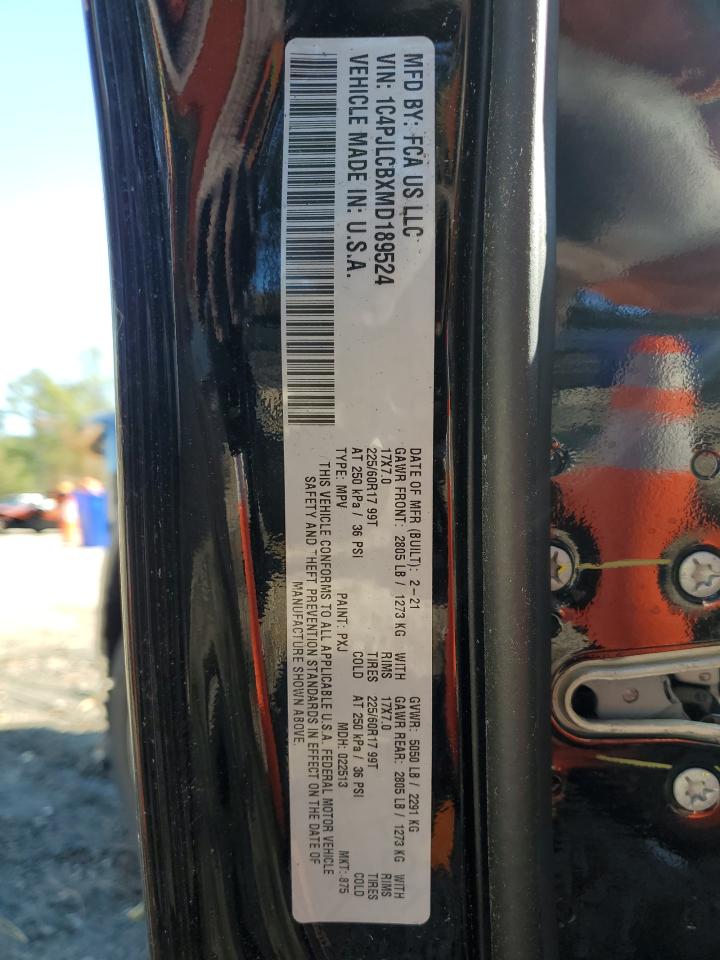 MFD BY: FCA US LLC
VIN: 1C4PJLCBXMD189524
VEHICLE MADE IN: U.S.A.
DATE OF MFR (BUILT): 2-21 GVWR: 5050 LB / 2291 KG
GAWR FRONT: 2805 LB / 1273 KG WITH GAWR REAR: 2805 LB / 1273 KG WITH
17X7.0 RIMS 17X7.0 RIMS
225/60R17 99T TIRES 225/60R17 99T TIRES
AT 250 kPa / 36 PSI COLD AT 250 kPa / 36 PSI COLD
TYPE: MPV PAINT: PXJ MDH: 022513 MKT: 875
THIS VEHICLE CONFORMS TO ALL APPLICABLE U.S.A. FEDERAL MOTOR VEHICLE
SAFETY AND THEFT PREVENTION STANDARDS IN EFFECT ON THE DATE OF
MANUFACTURE SHOWN ABOVE.